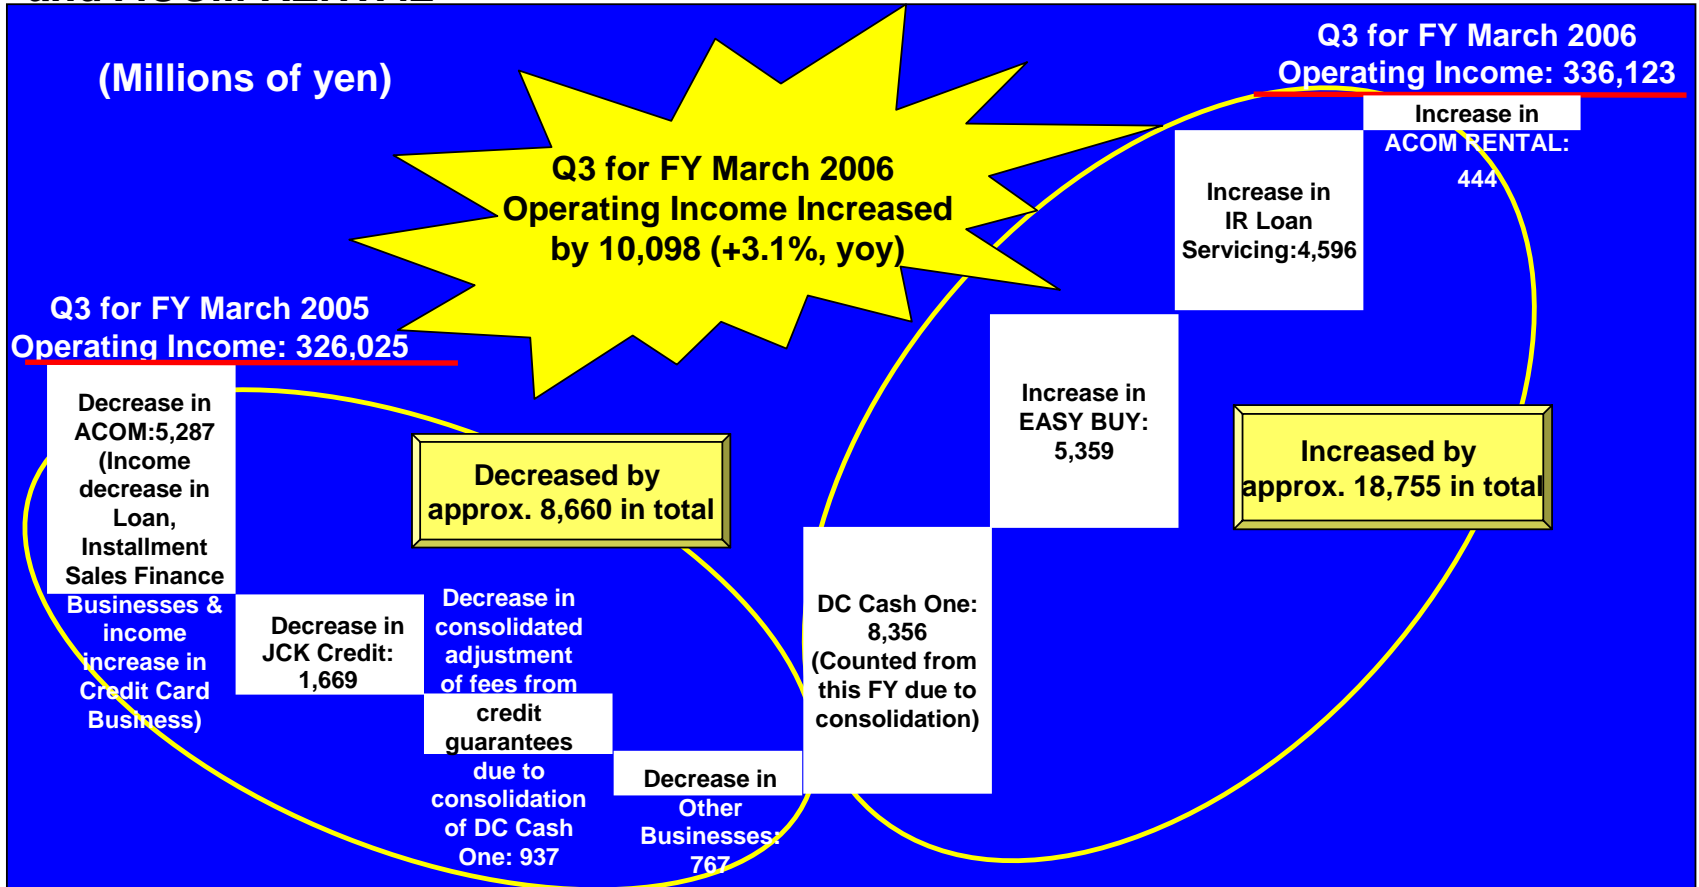 and ACOM RENTAL
(Millions of yen)
Q3 for FY March 2006
Operating Income: 336,123
Q3 for FY March 2006
Operating Income Increased
by 10,098 (+3.1%, yoy)
Q3 for FY March 2005
Operating Income: 326,025
Decrease in
ACOM:5,287
(Income
decrease in
Loan,
Installment
Sales Finance
Businesses &
income
increase in
Credit Card
Business)
Decreased by
approx. 8,660 in total
Decrease in
JCK Credit:
1,669
Decrease in
consolidated
adjustment
of fees from
credit
guarantees
due to
consolidation
of DC Cash
One: 937
Decrease in
Other
Businesses:
767
DC Cash One:
8,356
(Counted from
this FY due to
consolidation)
Increase in
EASY BUY:
5,359
Increase in
IR Loan
Servicing:4,596
Increase in
ACOM RENTAL:
444
Increased by
approx. 18,755 in total